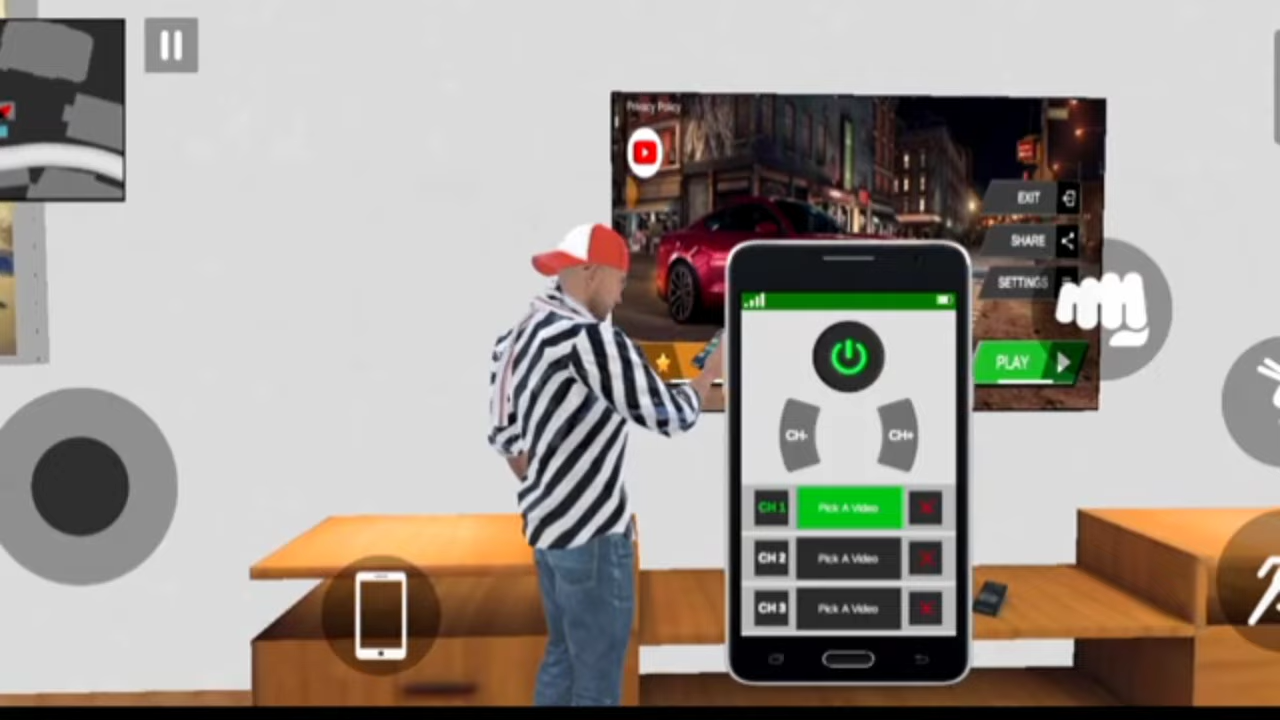 Privacy Policy
EXIT
SHARE
SETTINGS
PLAY
CH-
CH+
CH 1
Pick A Video
CH 2
Pick A Video
CH 3
Pick A Video